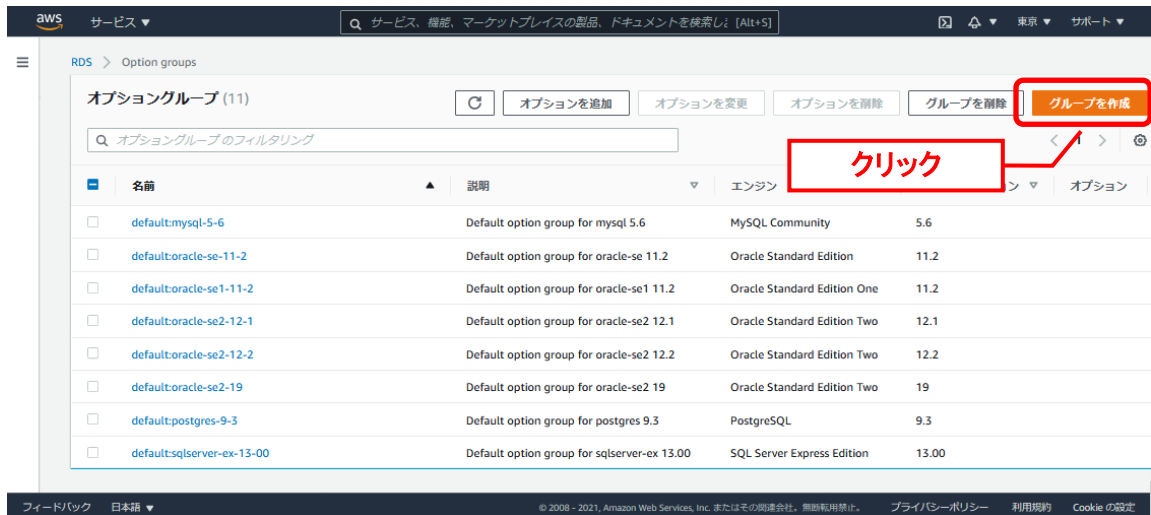 aws サービス ▼ サービス、機能、マーケットプレイスの製品、ドキュメントを検索し [Alt+S] 東京 ▼ サポート ▼
RDS > Option groups
オプショングループ (11) オプションを追加 オプションを変更 オプションを削除 グループを削除 グループを作成
オプショングループ のフィルタリング < 1 >
クリック
名前 ▲ 説明 ▽ エンジン ン ▽ オプション
default:mysql-5-6 Default option group for mysql 5.6 MySQL Community 5.6
default:oracle-se-11-2 Default option group for oracle-se 11.2 Oracle Standard Edition 11.2
default:oracle-se1-11-2 Default option group for oracle-se1 11.2 Oracle Standard Edition One 11.2
default:oracle-se2-12-1 Default option group for oracle-se2 12.1 Oracle Standard Edition Two 12.1
default:oracle-se2-12-2 Default option group for oracle-se2 12.2 Oracle Standard Edition Two 12.2
default:oracle-se2-19 Default option group for oracle-se2 19 Oracle Standard Edition Two 19
default:postgres-9-3 Default option group for postgres 9.3 PostgreSQL 9.3
default:sqlserver-ex-13-00 Default option group for sqlserver-ex 13.00 SQL Server Express Edition 13.00
フィードバック 日本語 ▼ © 2008 - 2021, Amazon Web Services, Inc. またはその関連会社。無断転用禁止。 プライバシーポリシー 利用規約 Cookie の設定